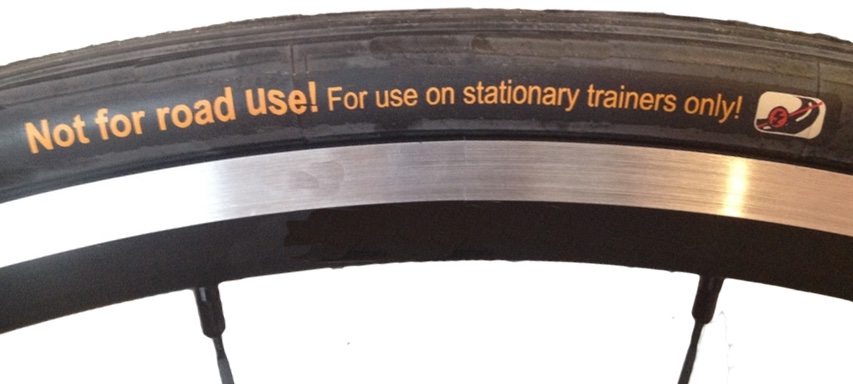 Not for road use! For use on stationary trainers only!